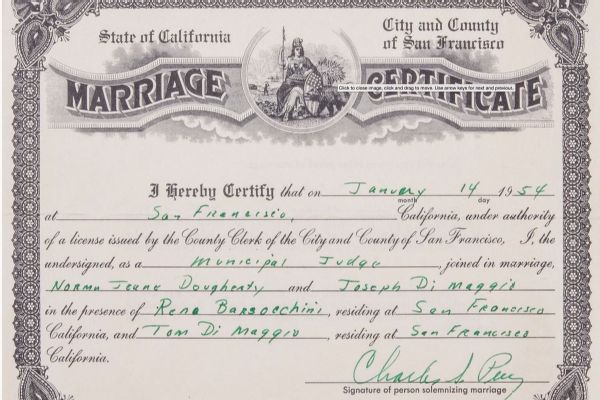 State of California
City and County
of San Francisco
MARRIAGE CERTIFICATE
Click to close image, click and drag to move. Use arrow keys for next and previous.
I Hereby Certify that on January 14 1954
month day
at San Francisco, California, under authority
of a license issued by the County Clerk of the City and County of San Francisco, I, the
undersigned, as a Municipal Judge joined in marriage,
Norma Jeane Dougherty and Joseph Di Maggio
in the presence of Reno Barsocchini, residing at San Francisco
California, and Tom Di Maggio, residing at San Francisco
California.
Charles S. Perry
Signature of person solemnizing marriage